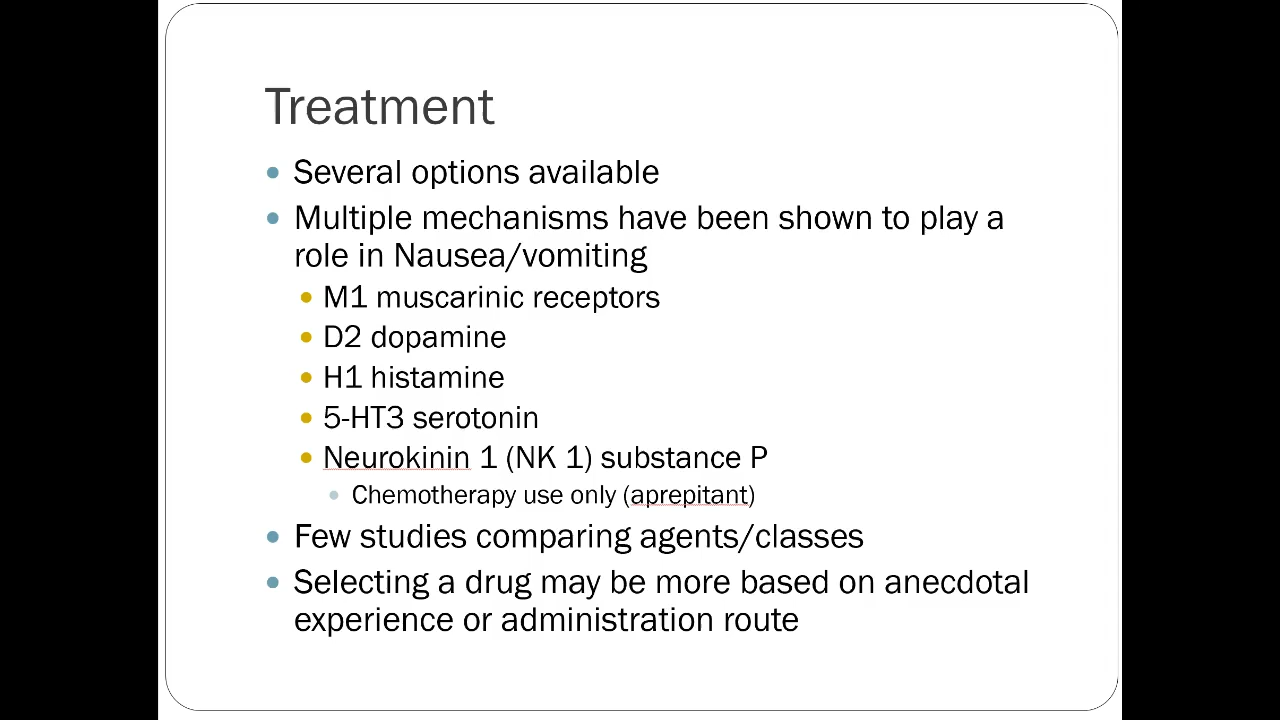 Treatment
Several options available
Multiple mechanisms have been shown to play a
role in Nausea/vomiting
M1 muscarinic receptors
D2 dopamine
H1 histamine
5-HT3 serotonin
Neurokinin 1 (NK 1) substance P
Chemotherapy use only (aprepitant)
Few studies comparing agents/classes
Selecting a drug may be more based on anecdotal
experience or administration route